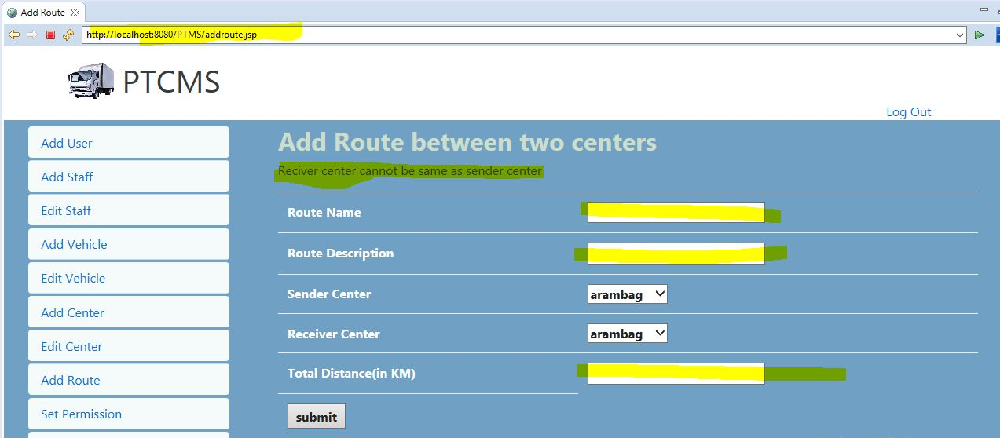 Add Route
http://localhost:8080/PTMS/addroute.jsp
PTCMS
Log Out
Add User
Add Staff
Edit Staff
Add Vehicle
Edit Vehicle
Add Center
Edit Center
Add Route
Set Permission
Add Route between two centers
Reciver center cannot be same as sender center
Route Name
Route Description
Sender Center arambag
Receiver Center arambag
Total Distance(in KM)
submit